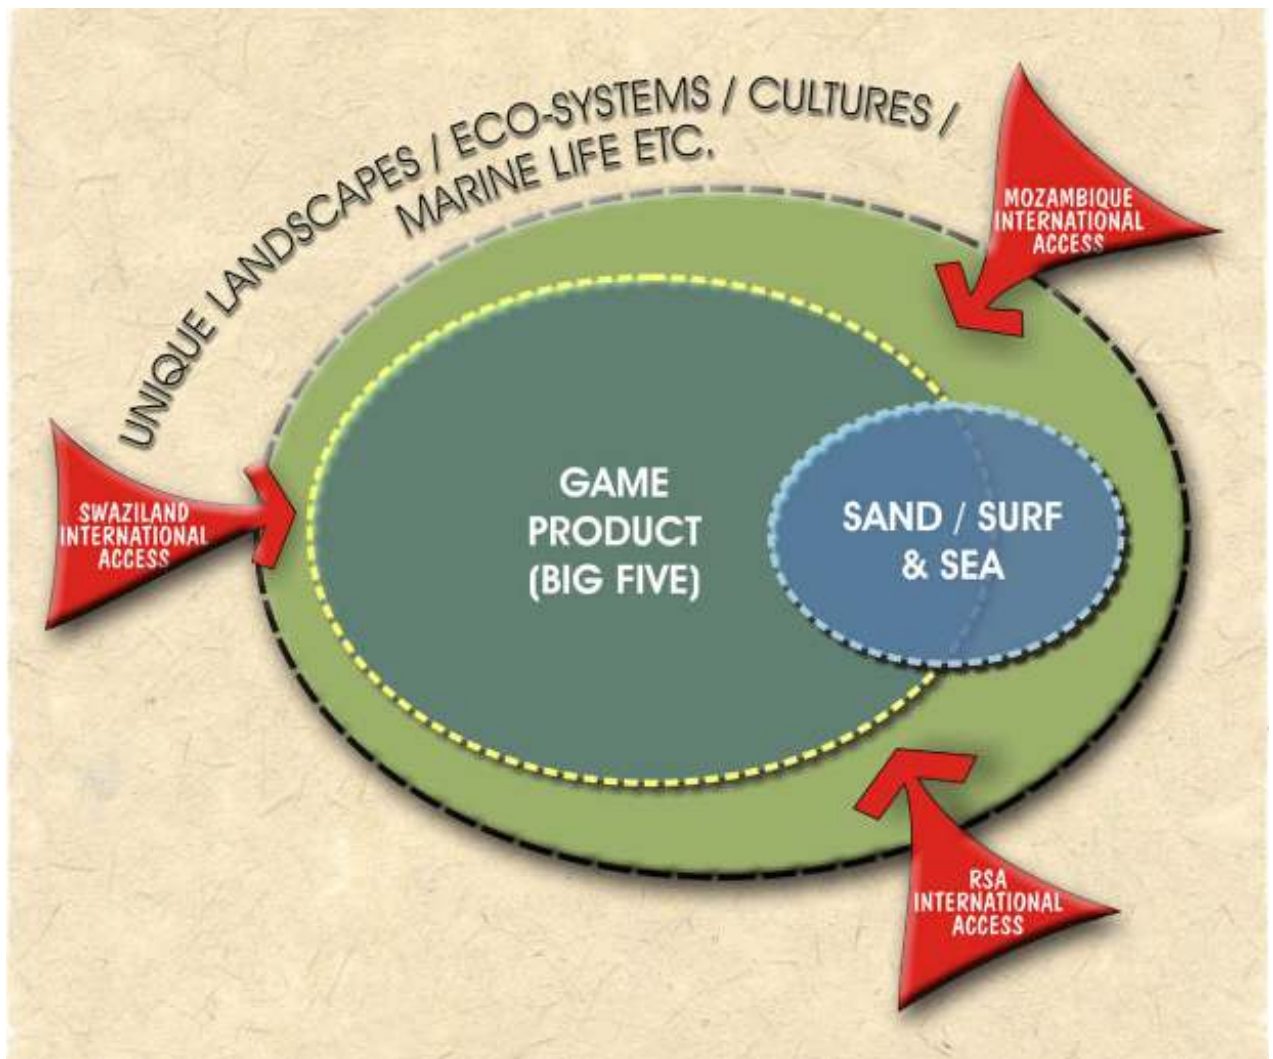 UNIQUE LANDSCAPES / ECO-SYSTEMS / CULTURES /
MARINE LIFE ETC.
MOZAMBIQUE
INTERNATIONAL
ACCESS
SWAZILAND
INTERNATIONAL
ACCESS
GAME
PRODUCT
(BIG FIVE)
SAND / SURF
& SEA
RSA
INTERNATIONAL
ACCESS